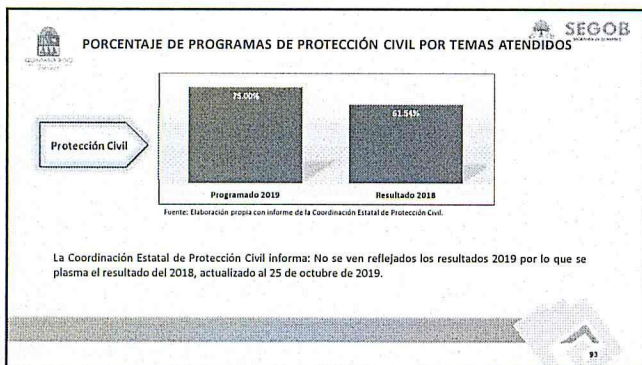 SEGOB
PORCENTAJE DE PROGRAMAS DE PROTECCIÓN CIVIL POR TEMAS ATENDIDOS
75.00%
61.54%
Protección Civil
Programado 2019
Resultado 2018
Fuente: Elaboración propia con informe de la Coordinación Estatal de Protección Civil.
La Coordinación Estatal de Protección Civil informa: No se ven reflejados los resultados 2019 por lo que se
plasma el resultado del 2018, actualizado al 25 de octubre de 2019.
93